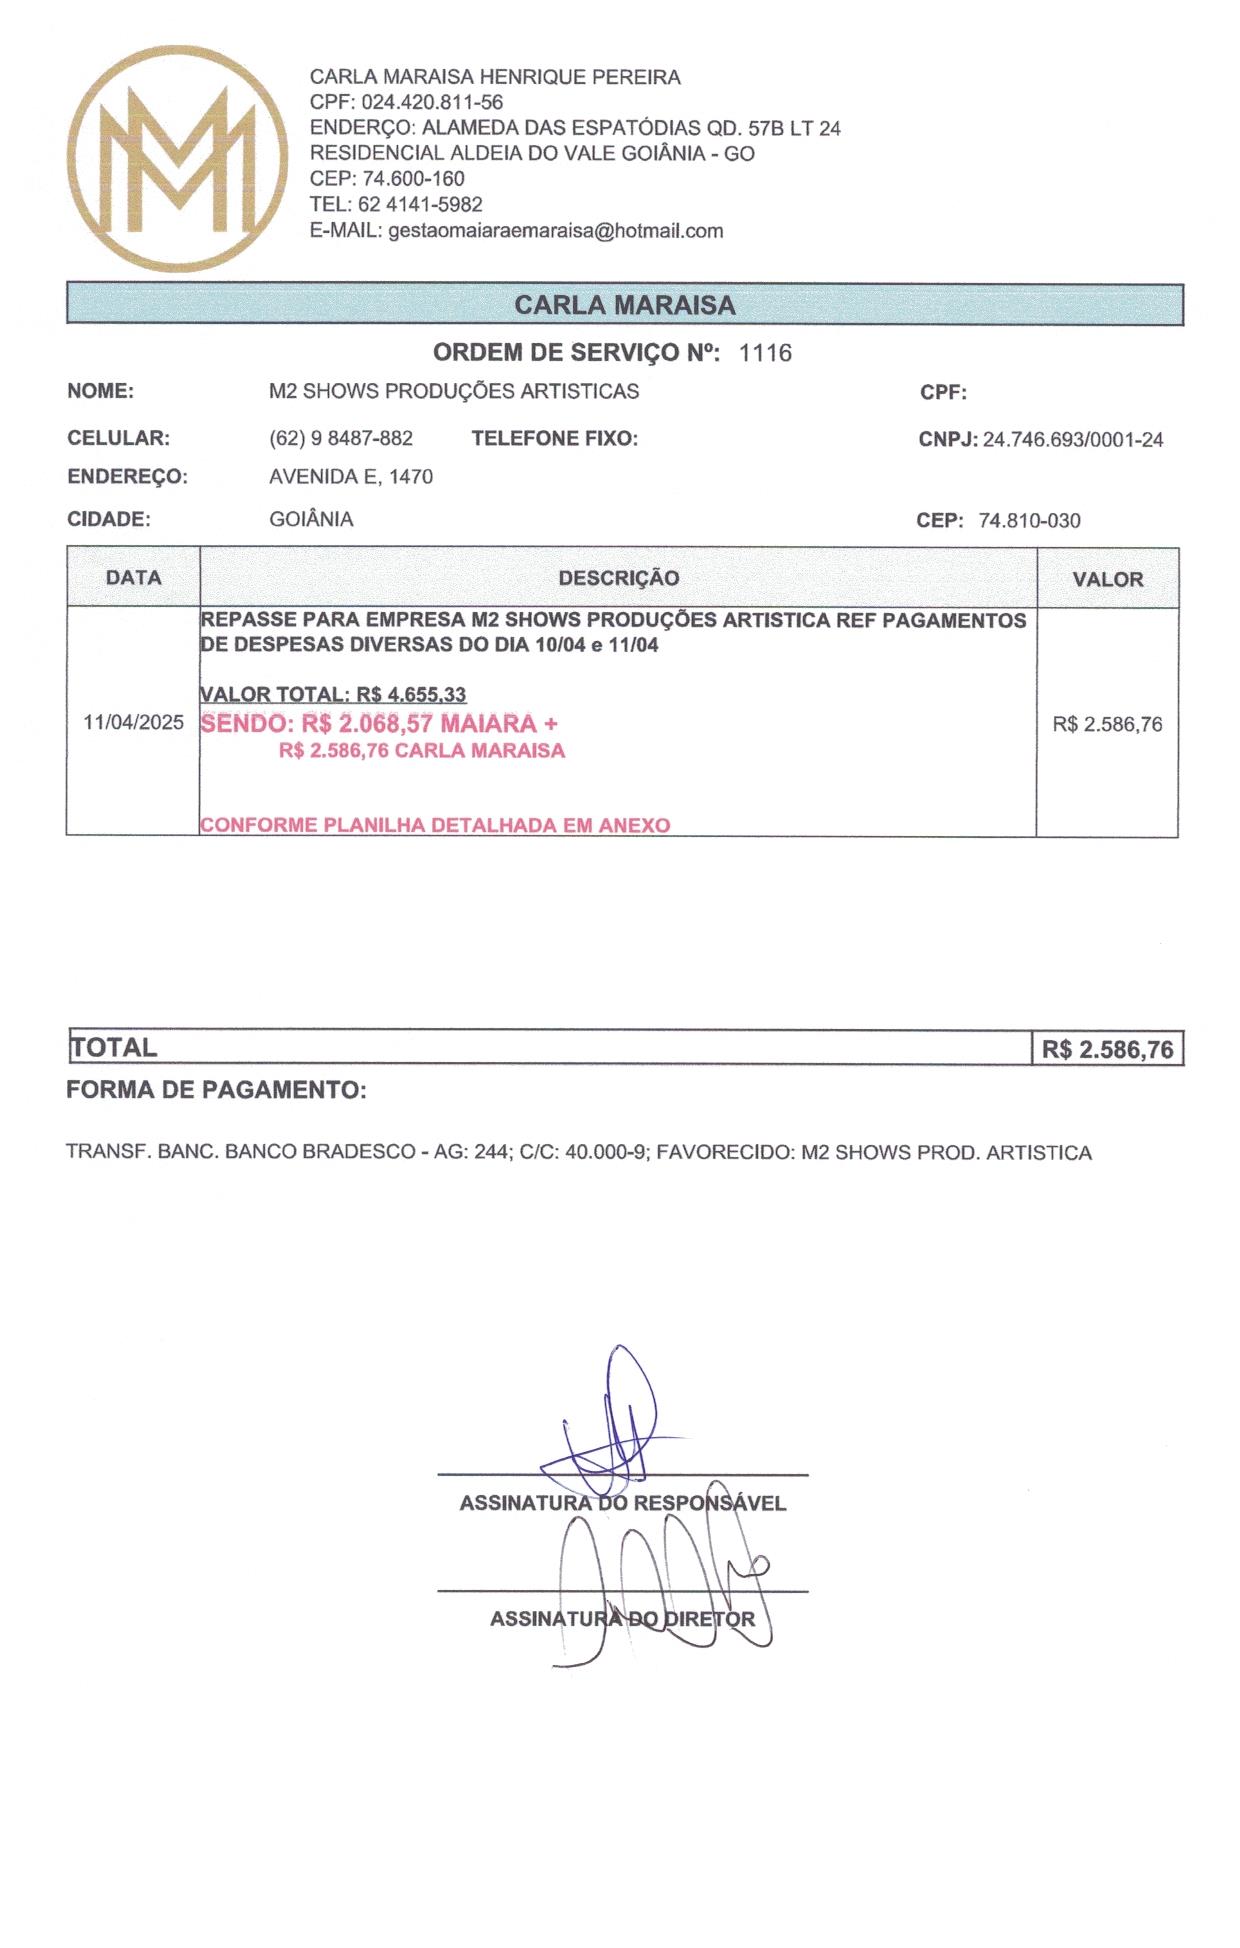 CARLA MARAISA HENRIQUE PEREIRA
CPF: 024.420.811-56
ENDERÇO: ALAMEDA DAS ESPATÓDIAS QD. 57B LT 24
RESIDENCIAL ALDEIA DO VALE GOIÂNIA - GO
CEP: 74.600-160
TEL: 62 4141-5982
E-MAIL: gestaomaiaraemaraisa@hotmail.com
CARLA MARAISA
ORDEM DE SERVIÇO Nº: 1116
NOME: M2 SHOWS PRODUÇÕES ARTISTICAS CPF:
CELULAR: (62) 9 8487-882 TELEFONE FIXO: CNPJ: 24.746.693/0001-24
ENDEREÇO: AVENIDA E, 1470
CIDADE: GOIÂNIA CEP: 74.810-030
DATA DESCRIÇÃO VALOR
REPASSE PARA EMPRESA M2 SHOWS PRODUÇÕES ARTISTICA REF PAGAMENTOS
DE DESPESAS DIVERSAS DO DIA 10/04 e 11/04
VALOR TOTAL: R$ 4.655,33
11/04/2025 SENDO: R$ 2.068,57 MAIARA + R$ 2.586,76
R$ 2.586,76 CARLA MARAISA
CONFORME PLANILHA DETALHADA EM ANEXO
TOTAL R$ 2.586,76
FORMA DE PAGAMENTO:
TRANSF. BANC. BANCO BRADESCO - AG: 244; C/C: 40.000-9; FAVORECIDO: M2 SHOWS PROD. ARTISTICA
ASSINATURA DO RESPONSÁVEL
ASSINATURA DO DIRETOR